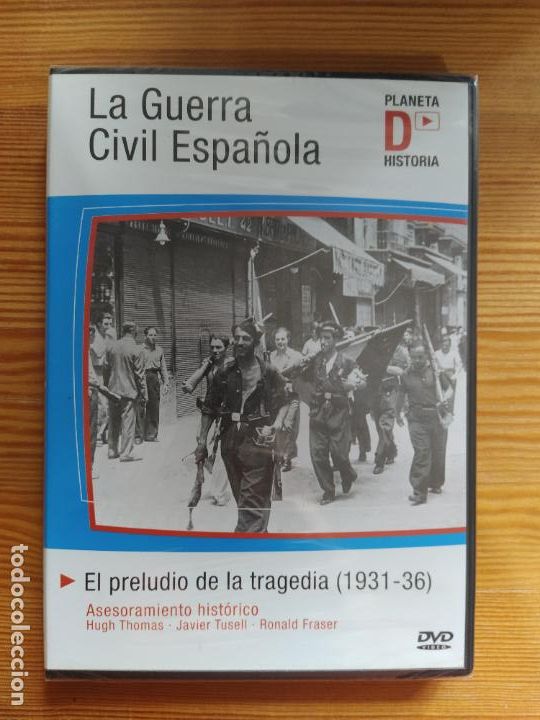 La Guerra
Civil Española
PLANETA
D
HISTORIA
El preludio de la tragedia (1931-36)
Asesoramiento histórico
Hugh Thomas · Javier Tusell · Ronald Fraser
DVD
VIDEO
todocoleccion